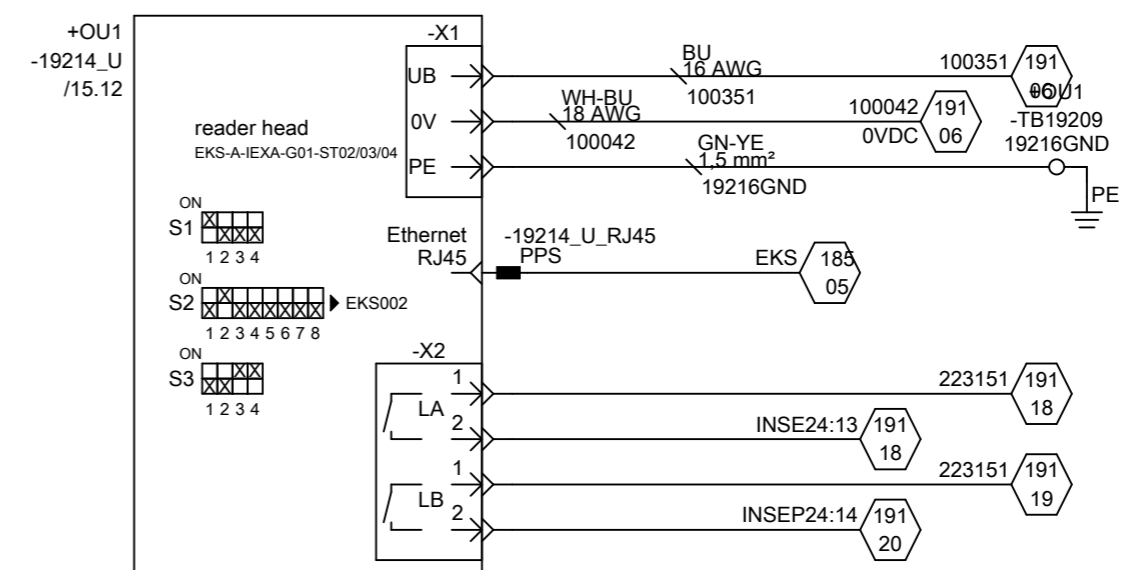 +OU1
-19214_U
/15.12
-X1
UB
BU
16 AWG
100351
100351
191
06
0V
WH-BU
18 AWG
100042
100042
0VDC
191
06
+OU1
-TB19209
19216GND
PE
GN-YE
1,5 mm²
19216GND
PE
reader head
EKS-A-IEXA-G01-ST02/03/04
ON
S1
1 2 3 4
Ethernet
RJ45
-19214_U_RJ45
PPS
EKS
185
05
ON
S2
EKS002
1 2 3 4 5 6 7 8
ON
S3
1 2 3 4
-X2
1
LA
2
223151
191
18
INSE24:13
191
18
1
LB
2
223151
191
19
INSEP24:14
191
20